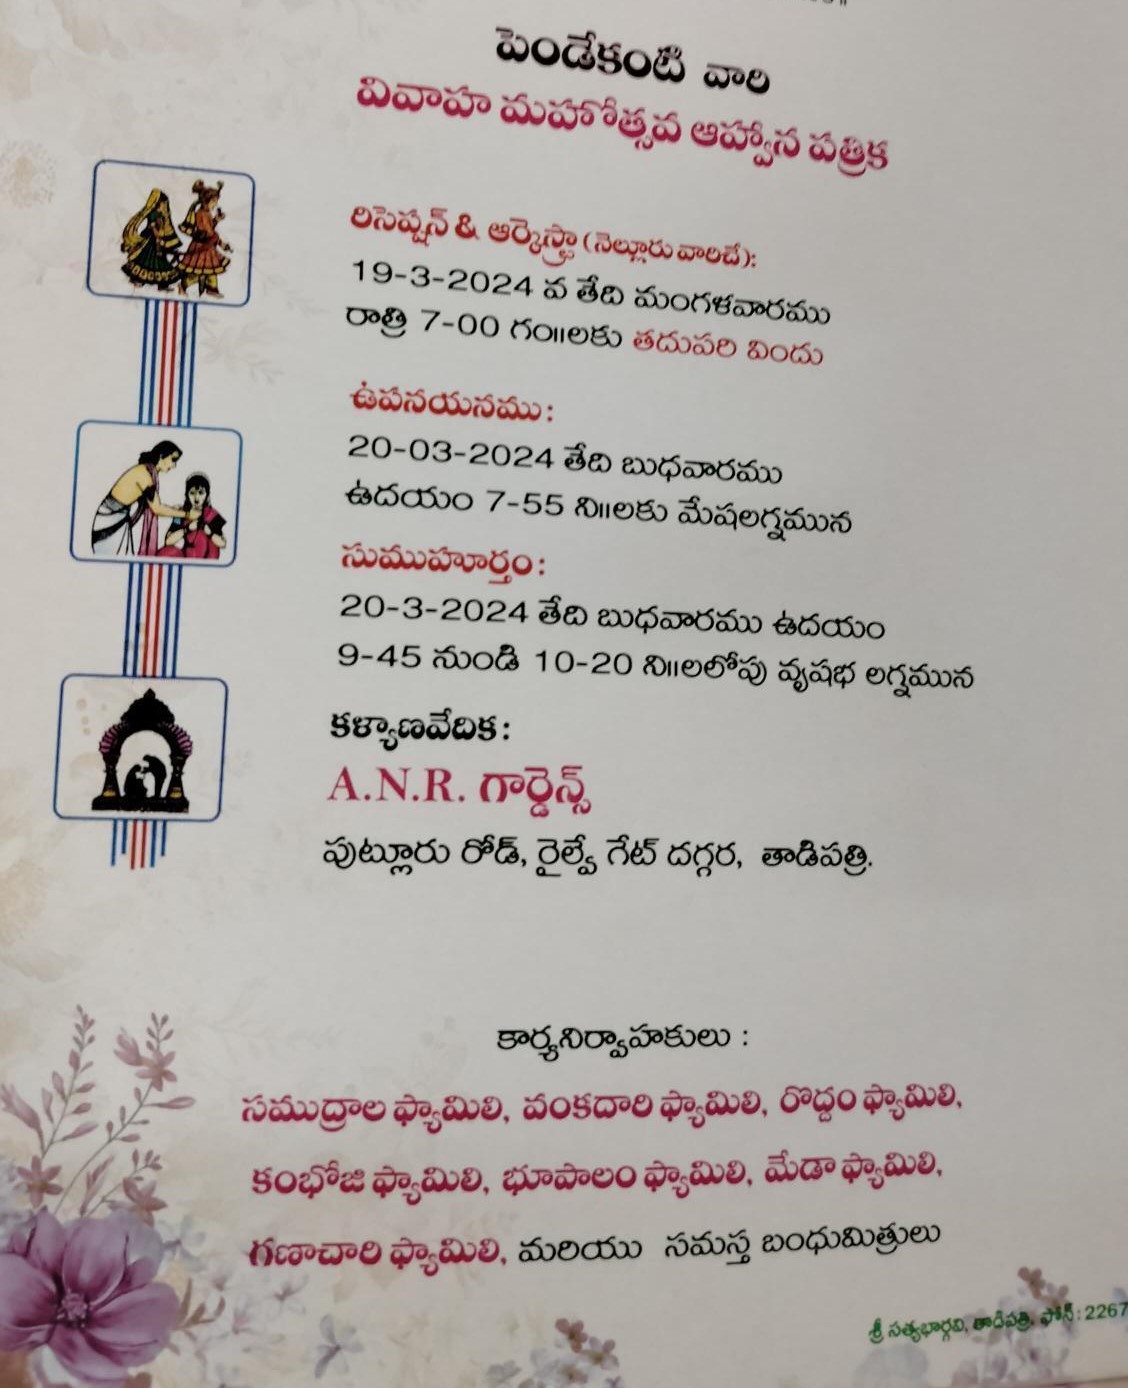 పెండేకంటి వారి
వివాహ మహోత్సవ ఆహ్వాన పత్రిక
రిసెప్షన్ & ఆర్కెస్ట్రా (నెల్లూరు వారిచే):
19-3-2024 వ తేది మంగళవారము
రాత్రి 7-00 గం॥లకు తదుపరి విందు
ఉపనయనము:
20-03-2024 తేది బుధవారము
ఉదయం 7-55 ని॥లకు మేషలగ్నమున
సుముహూర్తం:
20-3-2024 తేది బుధవారము ఉదయం
9-45 నుండి 10-20 ని॥లలోపు వృషభ లగ్నమున
కళ్యాణవేదిక:
A.N.R. గార్డెన్స్
పుట్లూరు రోడ్, రైల్వే గేట్ దగ్గర, తాడిపత్రి.
కార్యనిర్వాహకులు :
సముద్రాల ఫ్యామిలి, వంకదారి ఫ్యామిలి, రొద్దం ఫ్యామిలి,
కంభోజి ఫ్యామిలి, భూపాలం ఫ్యామిలి, మేడా ఫ్యామిలి,
గణాచారి ఫ్యామిలి, మరియు సమస్త బంధుమిత్రులు
శ్రీ సత్యభార్గవి, తాడిపత్రి, ఫోన్ : 2267